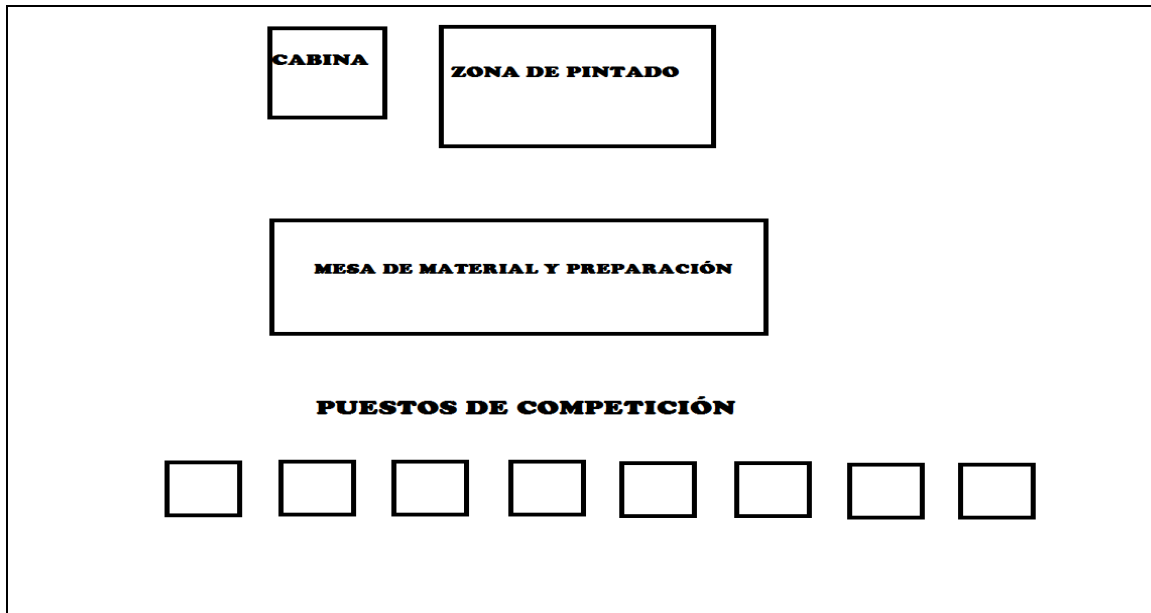 CABINA
ZONA DE PINTADO
MESA DE MATERIAL Y PREPARACIÓN
PUESTOS DE COMPETICIÓN